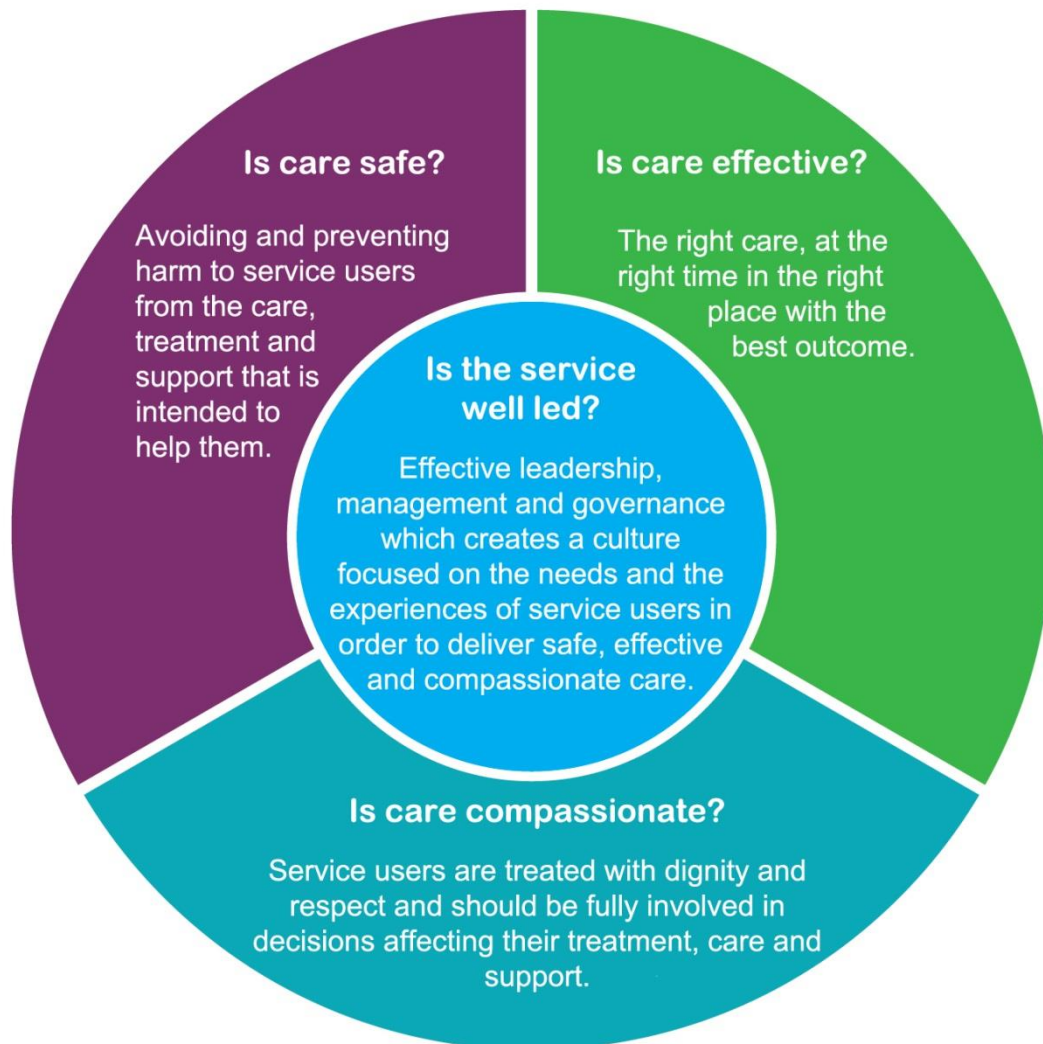 Is care safe?
Avoiding and preventing
harm to service users
from the care,
treatment and
support that is
intended to
help them.
Is care effective?
The right care, at the
right time in the right
place with the
best outcome.
Is the service
well led?
Effective leadership,
management and governance
which creates a culture
focused on the needs and the
experiences of service users in
order to deliver safe, effective
and compassionate care.
Is care compassionate?
Service users are treated with dignity and
respect and should be fully involved in
decisions affecting their treatment, care and
support.